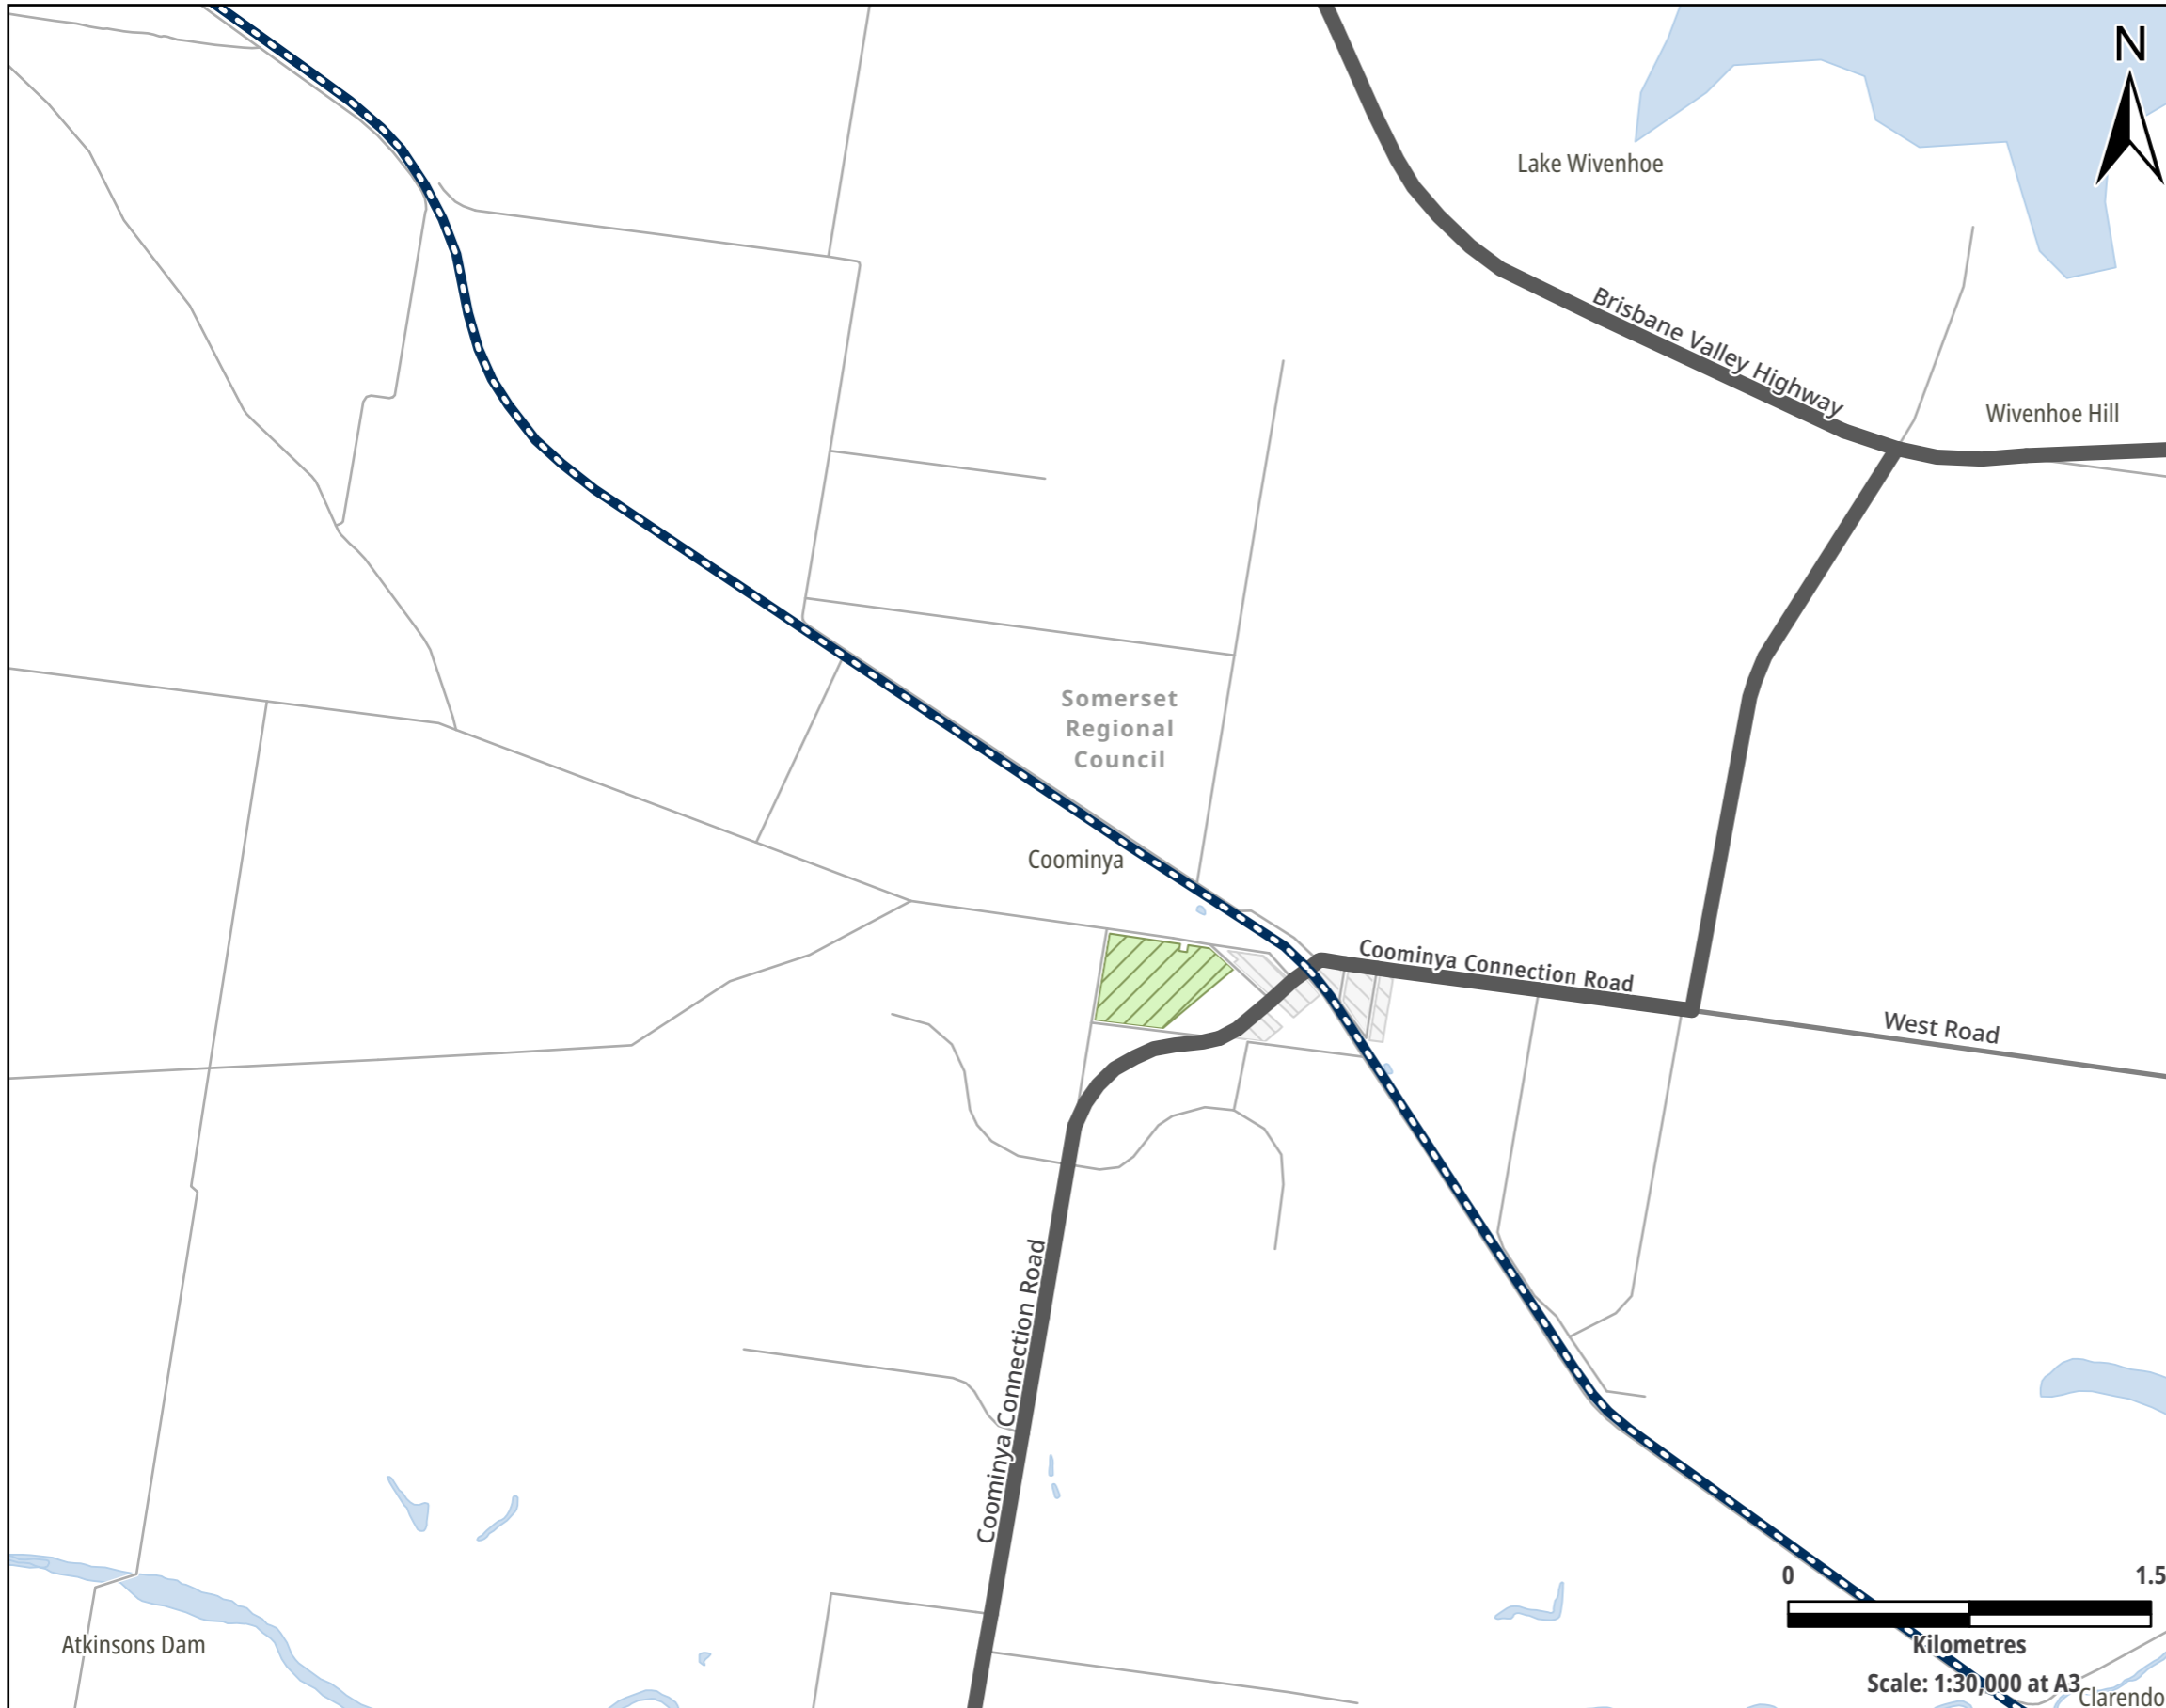 N
Lake Wivenhoe
Brisbane Valley Highway
Wivenhoe Hill
Somerset
Regional
Council
Coominya
Coominya Connection Road
West Road
Coominya Connection Road
0 1.5
Kilometres
Scale: 1:30,000 at A3
Atkinsons Dam
Clarendo